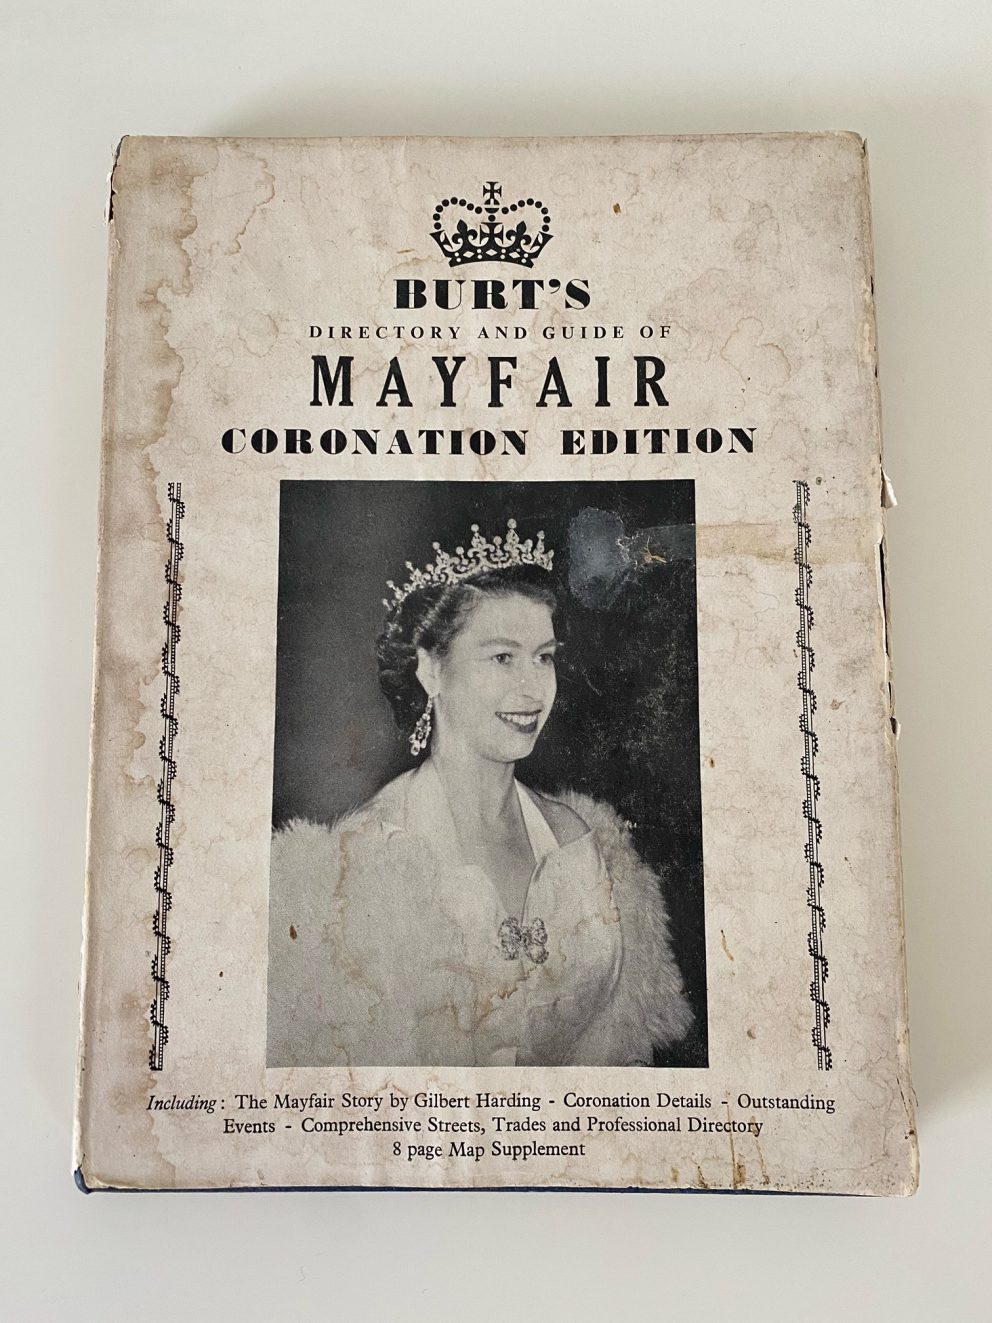 BURT'S
DIRECTORY AND GUIDE OF
MAYFAIR
CORONATION EDITION
Including: The Mayfair Story by Gilbert Harding - Coronation Details - Outstanding
Events - Comprehensive Streets, Trades and Professional Directory
8 page Map Supplement